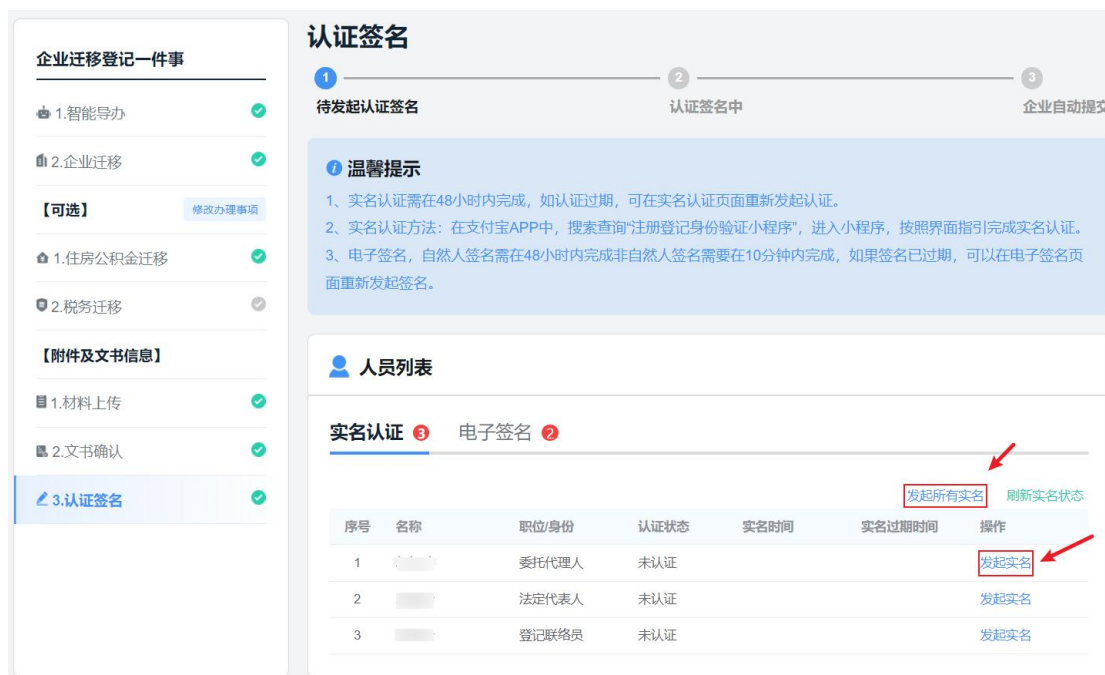 企业迁移登记一件事
1.智能导办
2.企业迁移
【可选】 修改办理事项
1.住房公积金迁移
2.税务迁移
【附件及文书信息】
1.材料上传
2.文书确认
3.认证签名
认证签名
1 2 3
待发起认证签名 认证签名中 企业自动提交
温馨提示
1、实名认证需在48小时内完成，如认证过期，可在实名认证页面重新发起认证。
2、实名认证方法：在支付宝APP中，搜索查询“注册登记身份验证小程序”，进入小程序，按照界面指引完成实名认证。
3、电子签名，自然人签名需在48小时内完成非自然人签名需要在10分钟内完成，如果签名已过期，可以在电子签名页
面重新发起签名。
人员列表
实名认证 3 电子签名 2
发起所有实名 刷新实名状态
序号 名称 职位/身份 认证状态 实名时间 实名过期时间 操作
1 委托代理人 未认证 发起实名
2 法定代表人 未认证 发起实名
3 登记联络员 未认证 发起实名